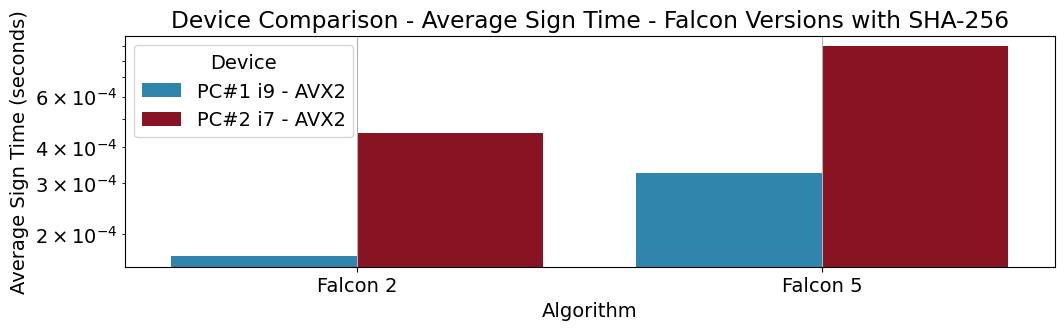 Device Comparison - Average Sign Time - Falcon Versions with SHA-256
Average Sign Time (seconds)
6 × 10⁻⁴
4 × 10⁻⁴
3 × 10⁻⁴
2 × 10⁻⁴
Device
PC#1 i9 - AVX2
PC#2 i7 - AVX2
Falcon 2
Falcon 5
Algorithm